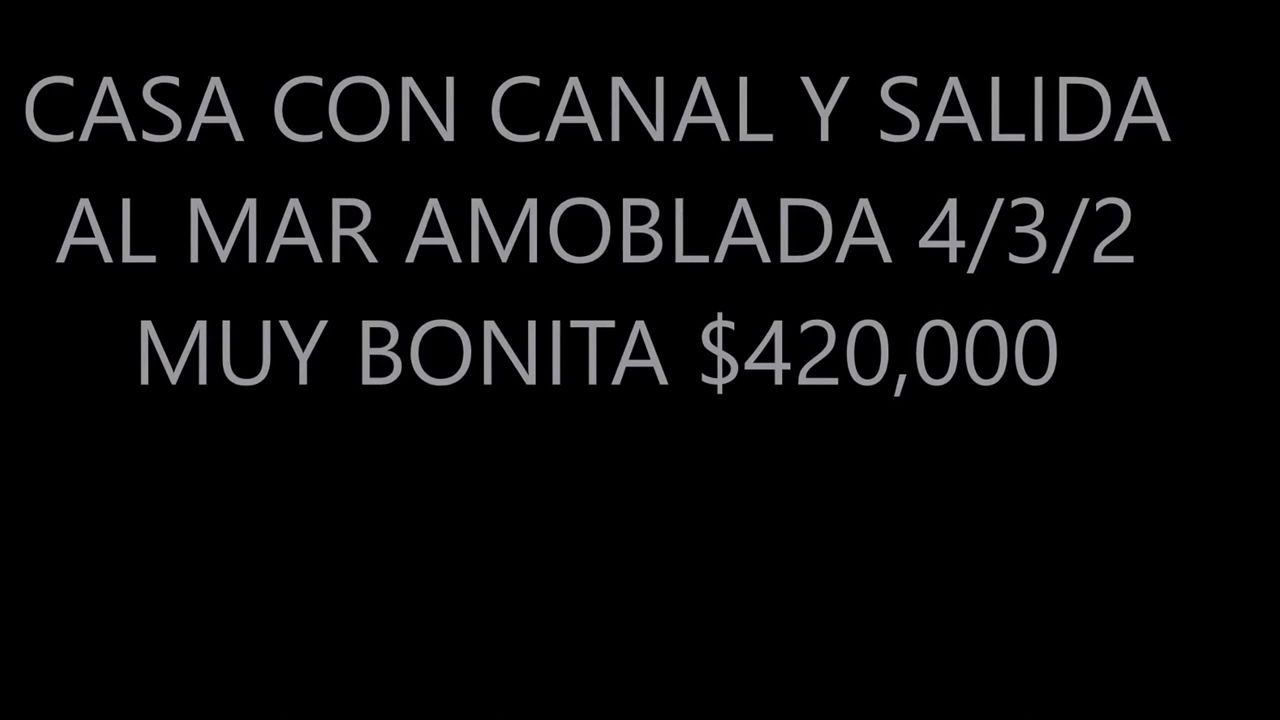 CASA CON CANAL Y SALIDA
AL MAR AMOBLADA 4/3/2
MUY BONITA $420,000